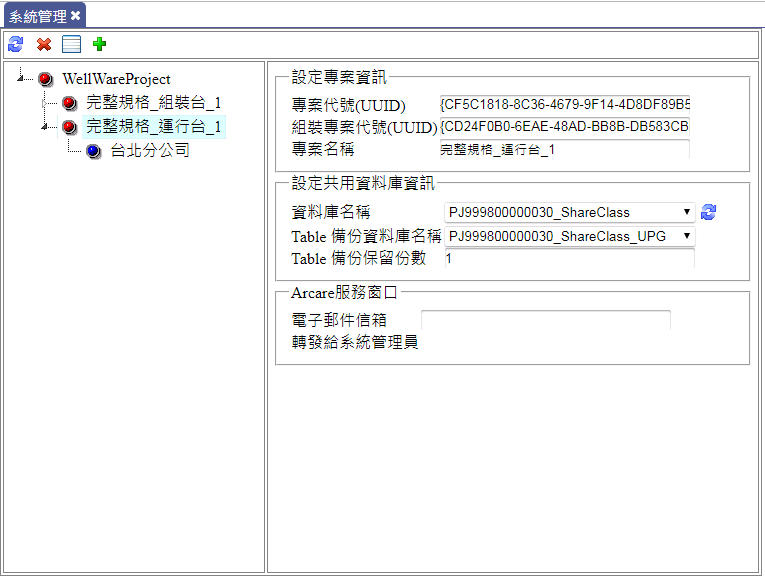 系統管理
WellWareProject
完整規格_組裝台_1
完整規格_運行台_1
台北分公司
設定專案資訊
專案代號(UUID) {CF5C1818-8C36-4679-9F14-4D8DF89B5
組裝專案代號(UUID) {CD24F0B0-6EAE-48AD-BB8B-DB583CB
專案名稱 完整規格_運行台_1
設定共用資料庫資訊
資料庫名稱 PJ999800000030_ShareClass
Table 備份資料庫名稱 PJ999800000030_ShareClass_UPG
Table 備份保留份數 1
Arcare服務窗口
電子郵件信箱
轉發給系統管理員